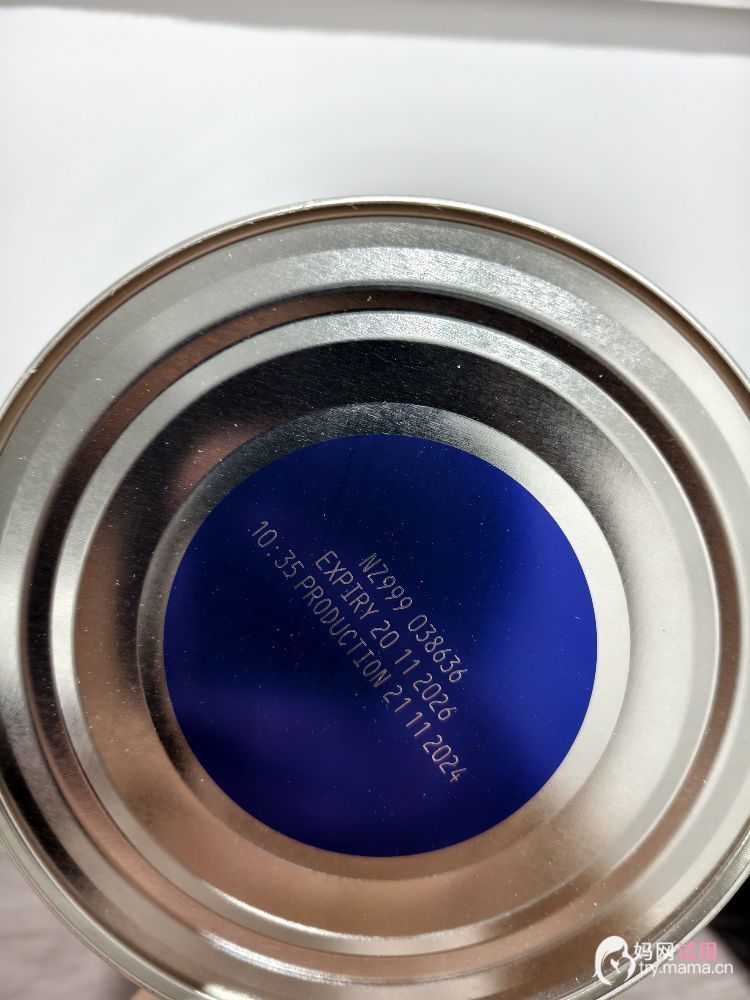 NZ999 038636
EXPIRY 20 11 2026
10:35 PRODUCTION 21 11 2024
妈网试用
try.mama.cn